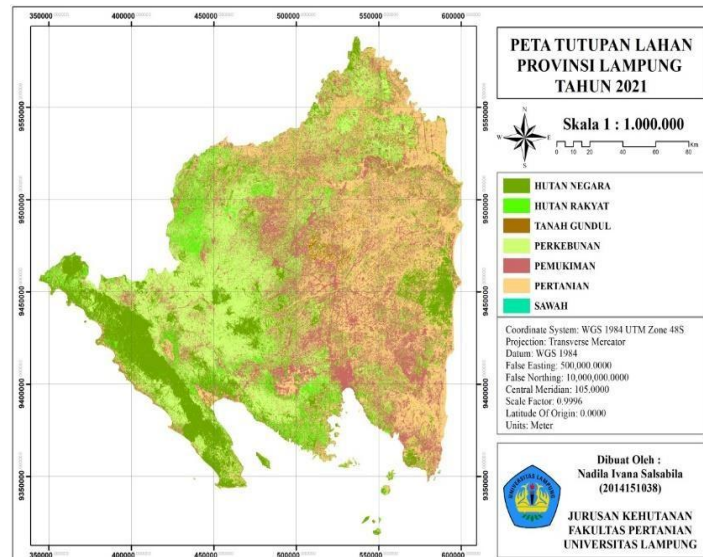 350000 400000 450000 500000 550000 600000
9550000
9500000
9450000
9400000
9350000
350000 400000 450000 500000 550000 600000
PETA TUTUPAN LAHAN
PROVINSI LAMPUNG
TAHUN 2021
N
W E
S
Skala 1 : 1.000.000
0 10 20 40 60 80
Km
HUTAN NEGARA
HUTAN RAKYAT
TANAH GUNDUL
PERKEBUNAN
PEMUKIMAN
PERTANIAN
SAWAH
Coordinate System: WGS 1984 UTM Zone 48S
Projection: Transverse Mercator
Datum: WGS 1984
False Easting: 500,000.0000
False Northing: 10,000,000.0000
Central Meridian: 105.0000
Scale Factor: 0.9996
Latitude Of Origin: 0.0000
Units: Meter
UNIVERSITAS LAMPUNG
Dibuat Oleh :
Nadila Ivana Salsabila
(2014151038)
JURUSAN KEHUTANAN
FAKULTAS PERTANIAN
UNIVERSITAS LAMPUNG